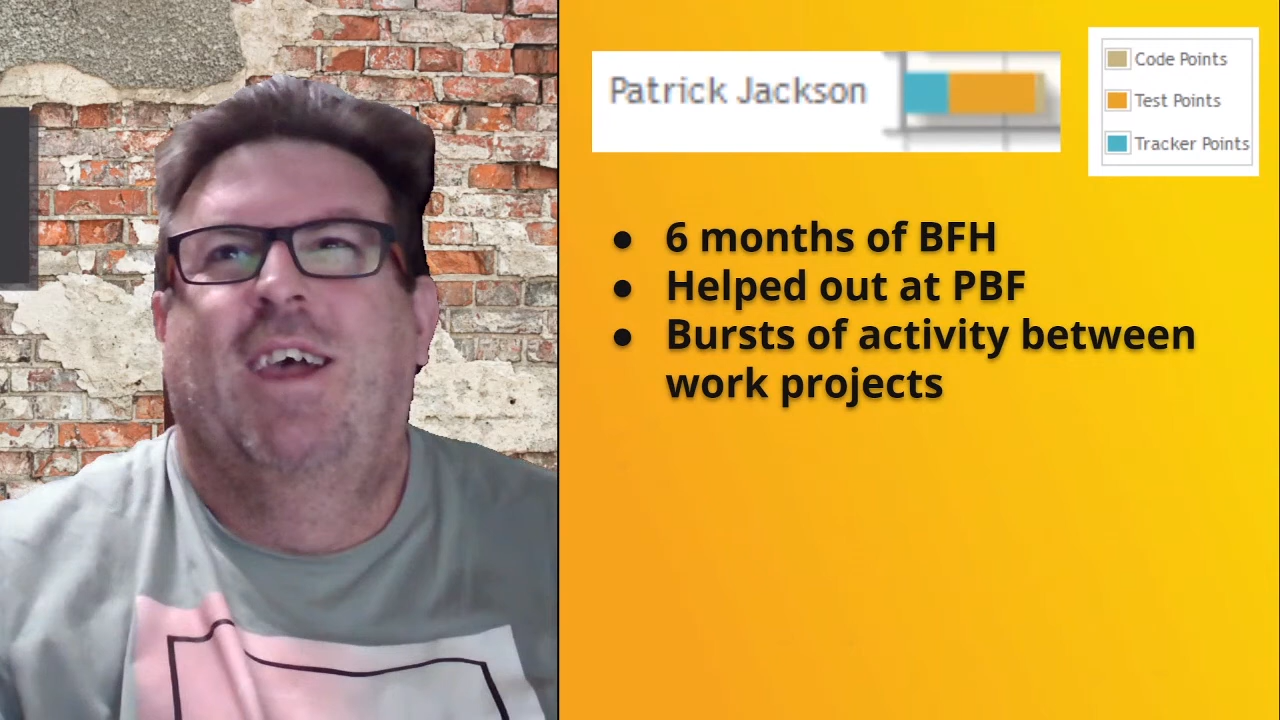 Patrick Jackson
Code Points
Test Points
Tracker Points
● 6 months of BFH
● Helped out at PBF
● Bursts of activity between
work projects